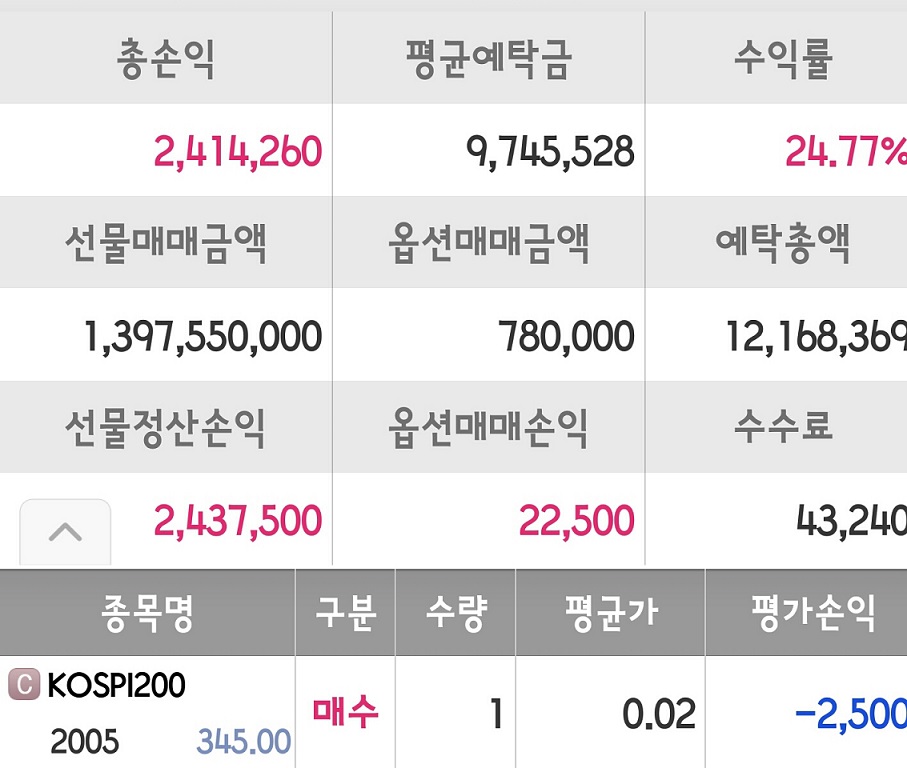 총손익 평균예탁금 수익률
2,414,260 9,745,528 24.77%
선물매매금액 옵션매매금액 예탁총액
1,397,550,000 780,000 12,168,369
선물정산손익 옵션매매손익 수수료
2,437,500 22,500 43,240
종목명 구분 수량 평균가 평가손익
C KOSPI200
매수 1 0.02 -2,500
2005 345.00